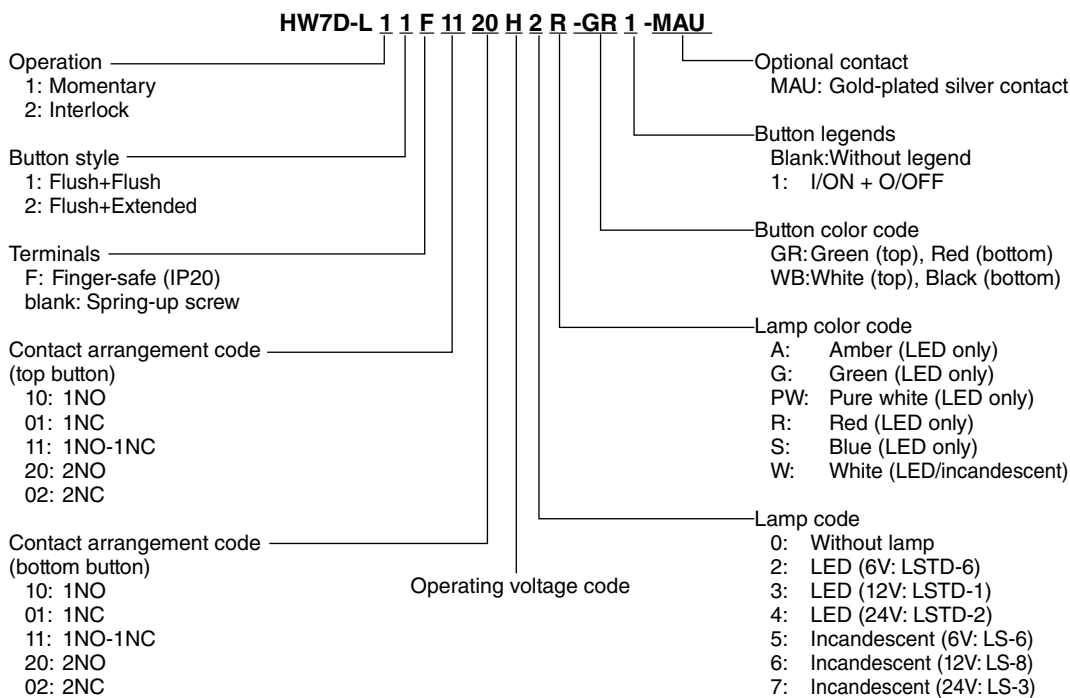 HW7D-L 1 1 F 11 20 H 2 R -GR 1 -MAU
Operation
1: Momentary
2: Interlock
Button style
1: Flush+Flush
2: Flush+Extended
Terminals
F: Finger-safe (IP20)
blank: Spring-up screw
Contact arrangement code
(top button)
10: 1NO
01: 1NC
11: 1NO-1NC
20: 2NO
02: 2NC
Contact arrangement code
(bottom button)
10: 1NO
01: 1NC
11: 1NO-1NC
20: 2NO
02: 2NC
Operating voltage code
Optional contact
MAU: Gold-plated silver contact
Button legends
Blank:Without legend
1: I/ON + O/OFF
Button color code
GR:Green (top), Red (bottom)
WB:White (top), Black (bottom)
Lamp color code
A: Amber (LED only)
G: Green (LED only)
PW: Pure white (LED only)
R: Red (LED only)
S: Blue (LED only)
W: White (LED/incandescent)
Lamp code
0: Without lamp
2: LED (6V: LSTD-6)
3: LED (12V: LSTD-1)
4: LED (24V: LSTD-2)
5: Incandescent (6V: LS-6)
6: Incandescent (12V: LS-8)
7: Incandescent (24V: LS-3)